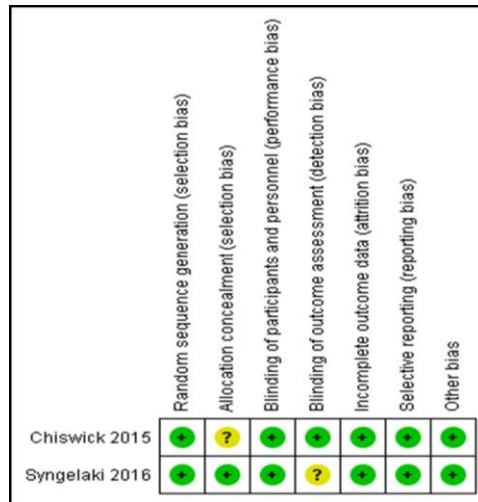 Random sequence generation (selection bias)
Allocation concealment (selection bias)
Blinding of participants and personnel (performance bias)
Blinding of outcome assessment (detection bias)
Incomplete outcome data (attrition bias)
Selective reporting (reporting bias)
Other bias
Chiswick 2015 + ? + + + + +
Syngelaki 2016 + + + ? + + +